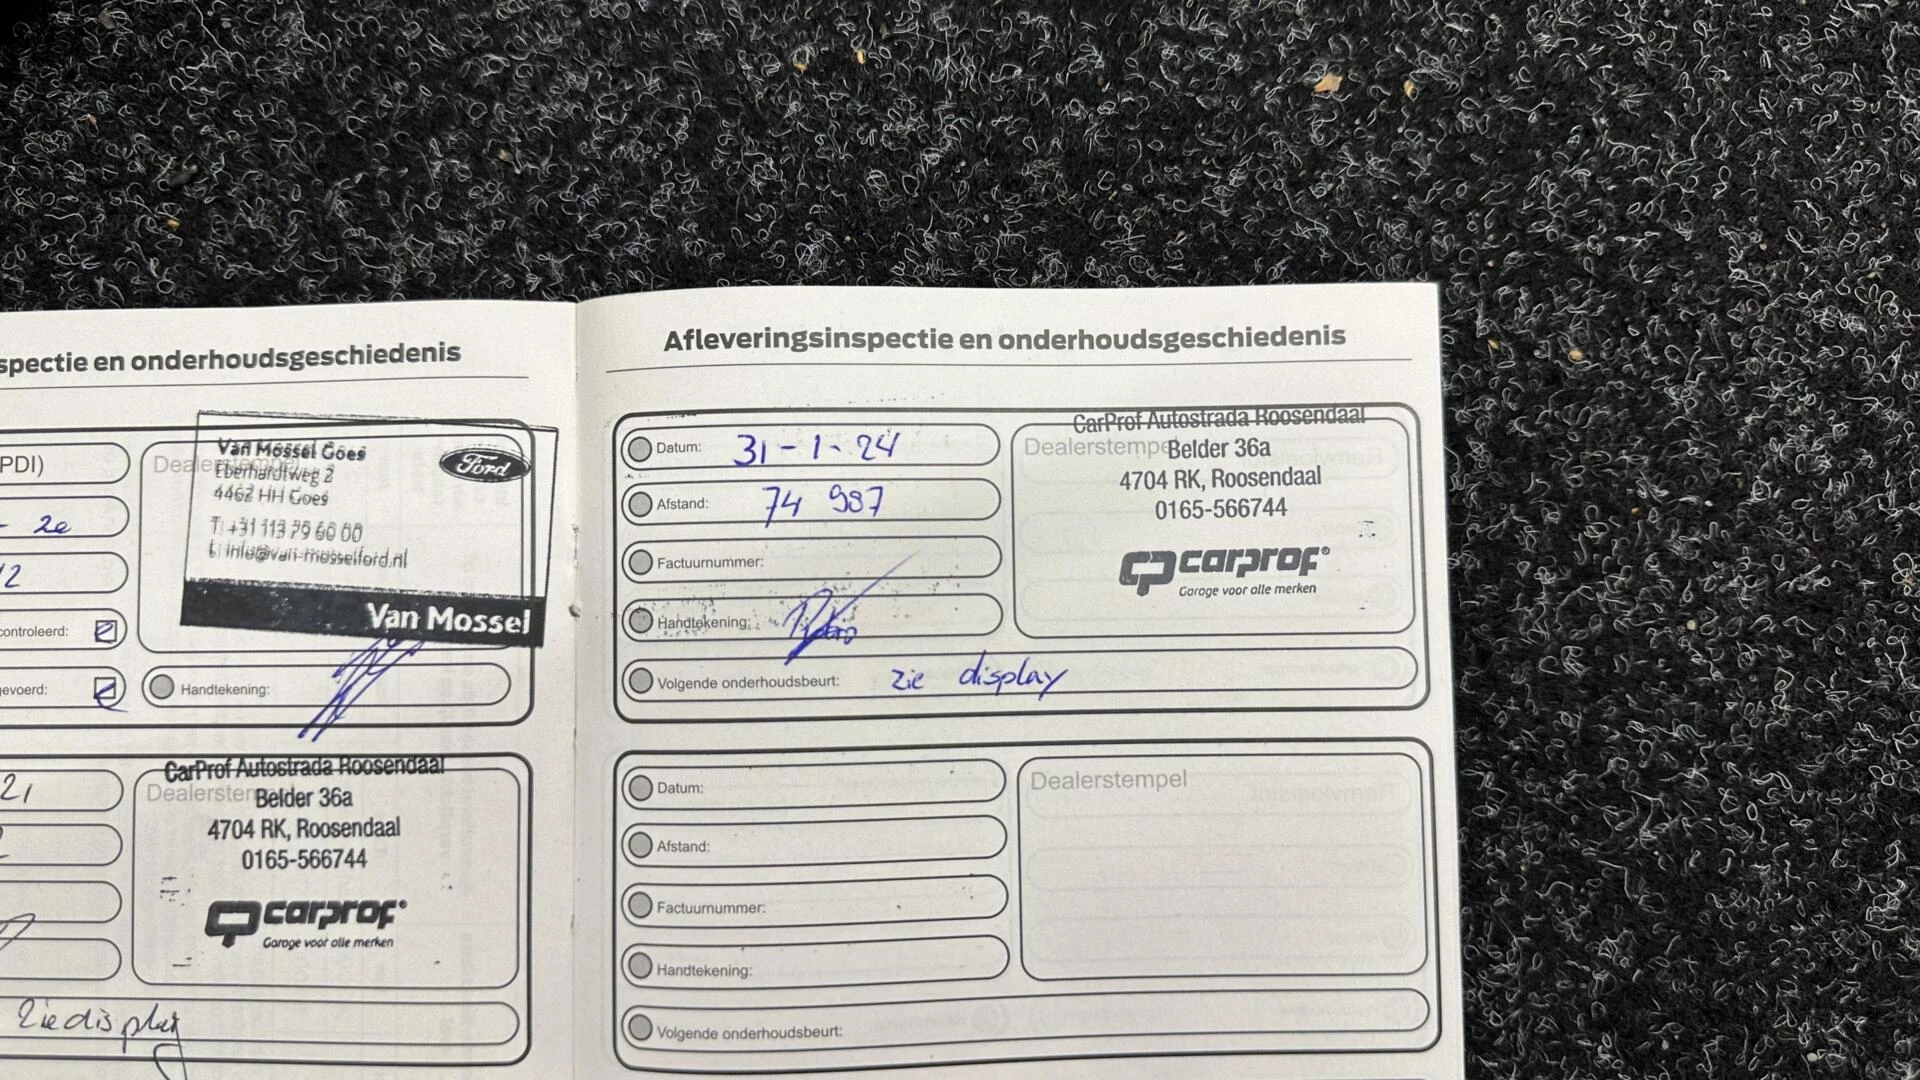 spectie en onderhoudsgeschiedenis
PDI)
- 20
12
controleerd:
gevoerd:
Dealerstempel
Van Mossel Goes
Eberhardtweg 2
4462 HH Goes
T: +31 113 79 60 00
E: info@van-mosselford.nl
Ford
Van Mossel
Handtekening:
21
2
CarProf Autostrada Roosendaal
Dealerstempel
Belder 36a
4704 RK, Roosendaal
0165-566744
carprof
Garage voor alle merken
Zie display
Afleveringsinspectie en onderhoudsgeschiedenis
Datum: 31-1-24
Afstand: 74 987
Factuurnummer:
Handtekening:
Volgende onderhoudsbeurt: zie display
CarProf Autostrada Roosendaal
Dealerstempel
Belder 36a
4704 RK, Roosendaal
0165-566744
carprof
Garage voor alle merken
Datum:
Afstand:
Factuurnummer:
Handtekening:
Volgende onderhoudsbeurt:
Dealerstempel